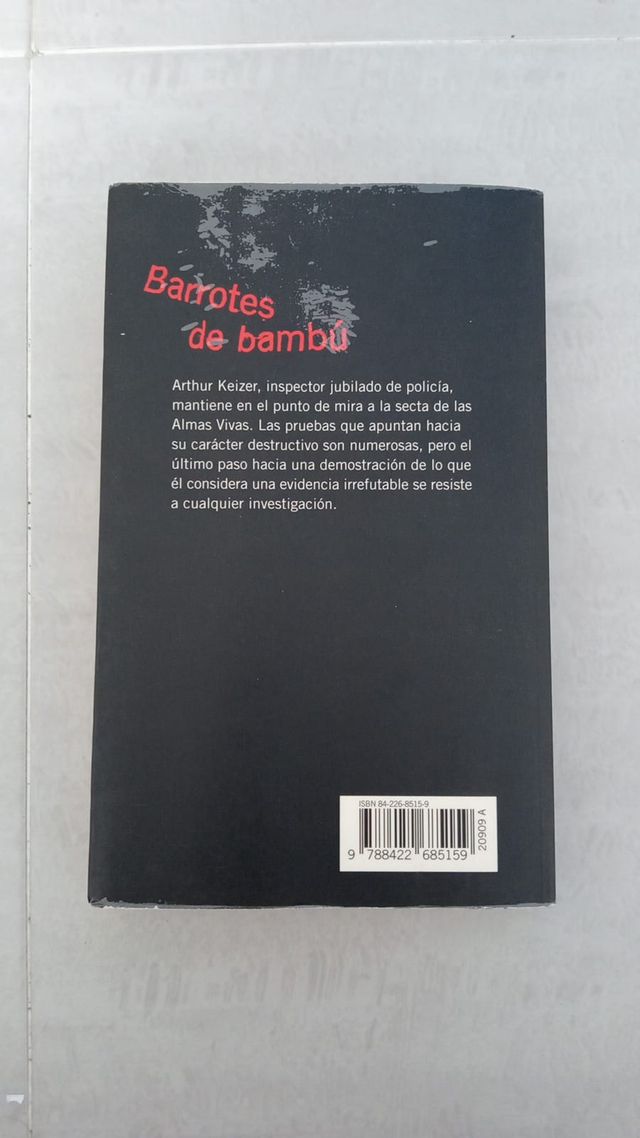 Barrotes
de bambú
Arthur Keizer, inspector jubilado de policía,
mantiene en el punto de mira a la secta de las
Almas Vivas. Las pruebas que apuntan hacia
su carácter destructivo son numerosas, pero el
último paso hacia una demostración de lo que
él considera una evidencia irrefutable se resiste
a cualquier investigación.
ISBN 84-226-8515-9
9 788422 685159
20909 A